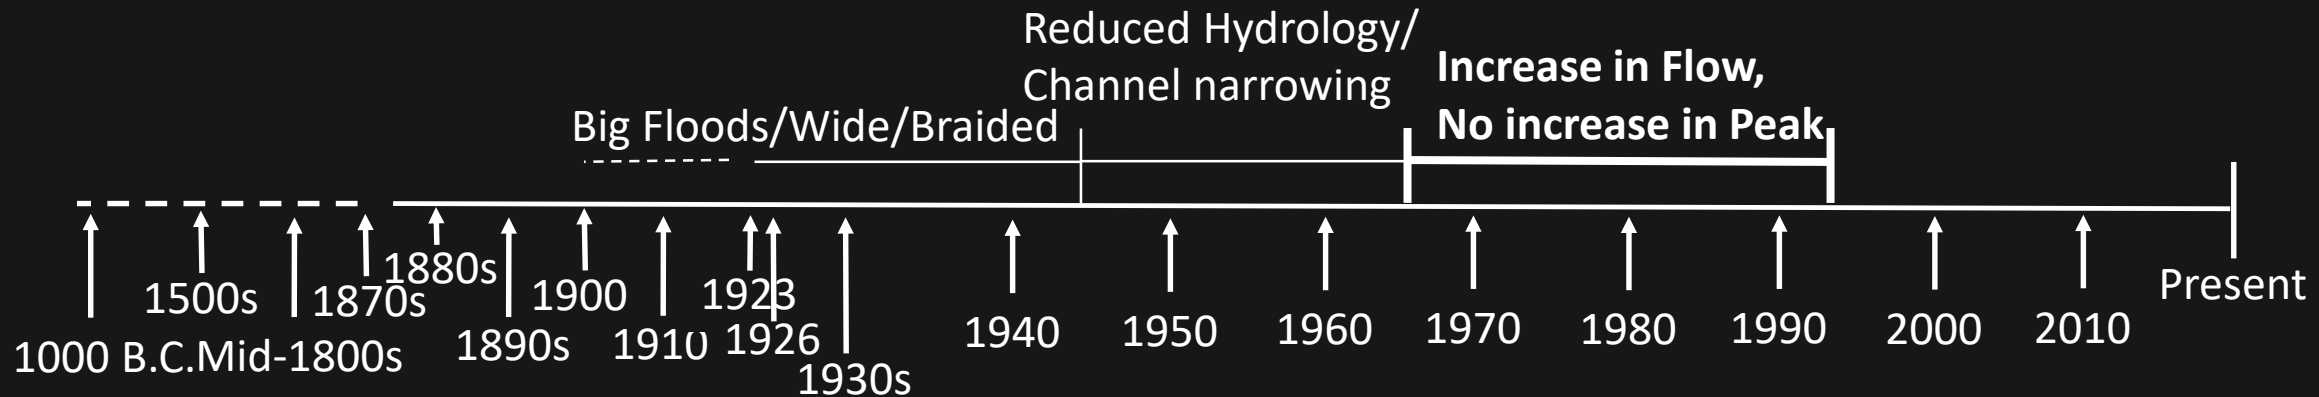 Reduced Hydrology/
Channel narrowing
Increase in Flow,
No increase in Peak
Big Floods/Wide/Braided
1000 B.C.
1500s
Mid-1800s
1870s
1880s
1890s
1900
1910
1923
1926
1930s
1940
1950
1960
1970
1980
1990
2000
2010
Present